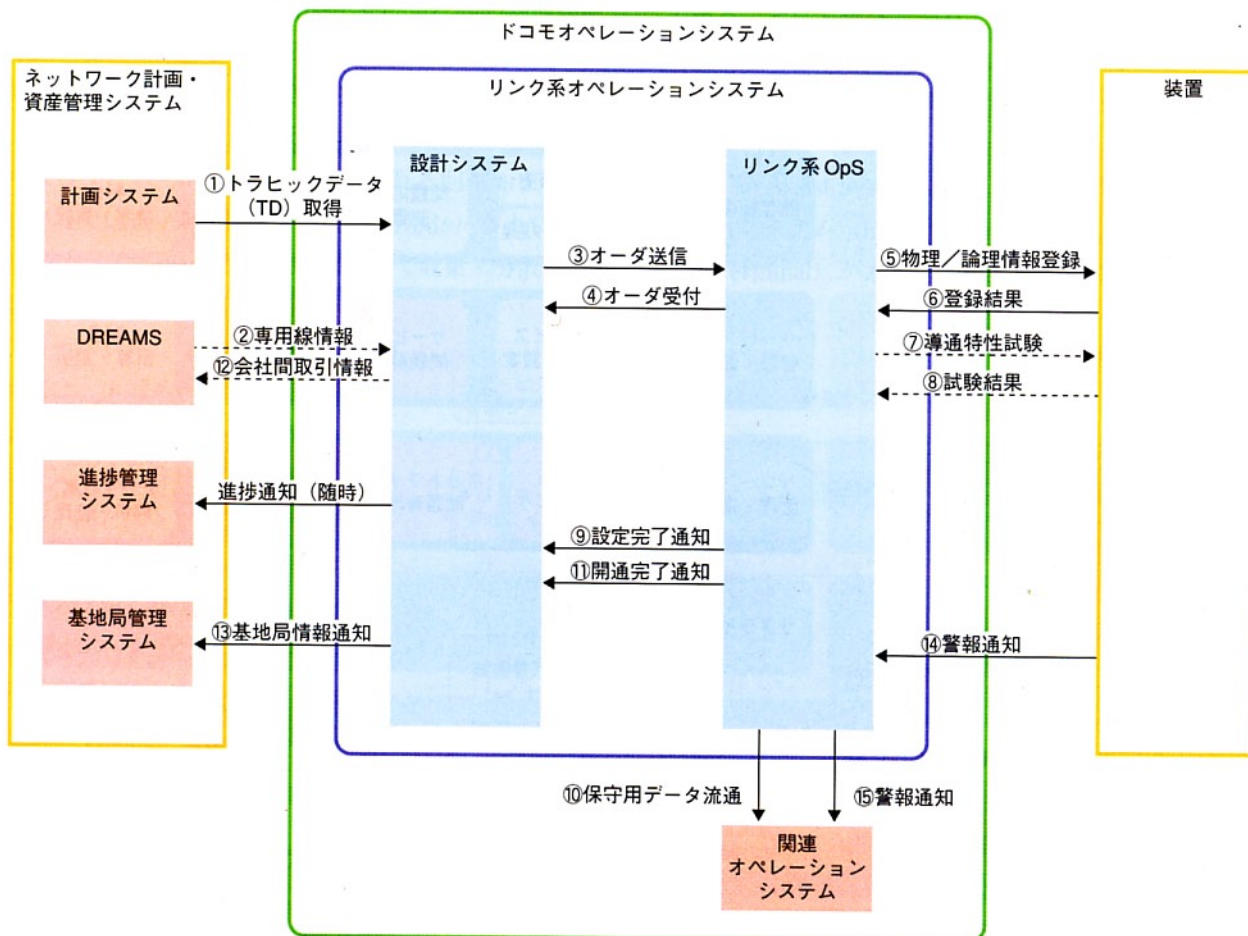 ドコモオペレーションシステム
ネットワーク計画・
資産管理システム
リンク系オペレーションシステム
装置
設計システム
リンク系 OpS
計画システム
①トラヒックデータ
（TD）取得
③オーダ送信
④オーダ受付
⑤物理／論理情報登録
⑥登録結果
DREAMS
②専用線情報
⑫会社間取引情報
⑦導通特性試験
⑧試験結果
進捗管理
システム
進捗通知（随時）
⑨設定完了通知
⑪開通完了通知
基地局管理
システム
⑬基地局情報通知
⑭警報通知
⑩保守用データ流通
⑮警報通知
関連
オペレーション
システム